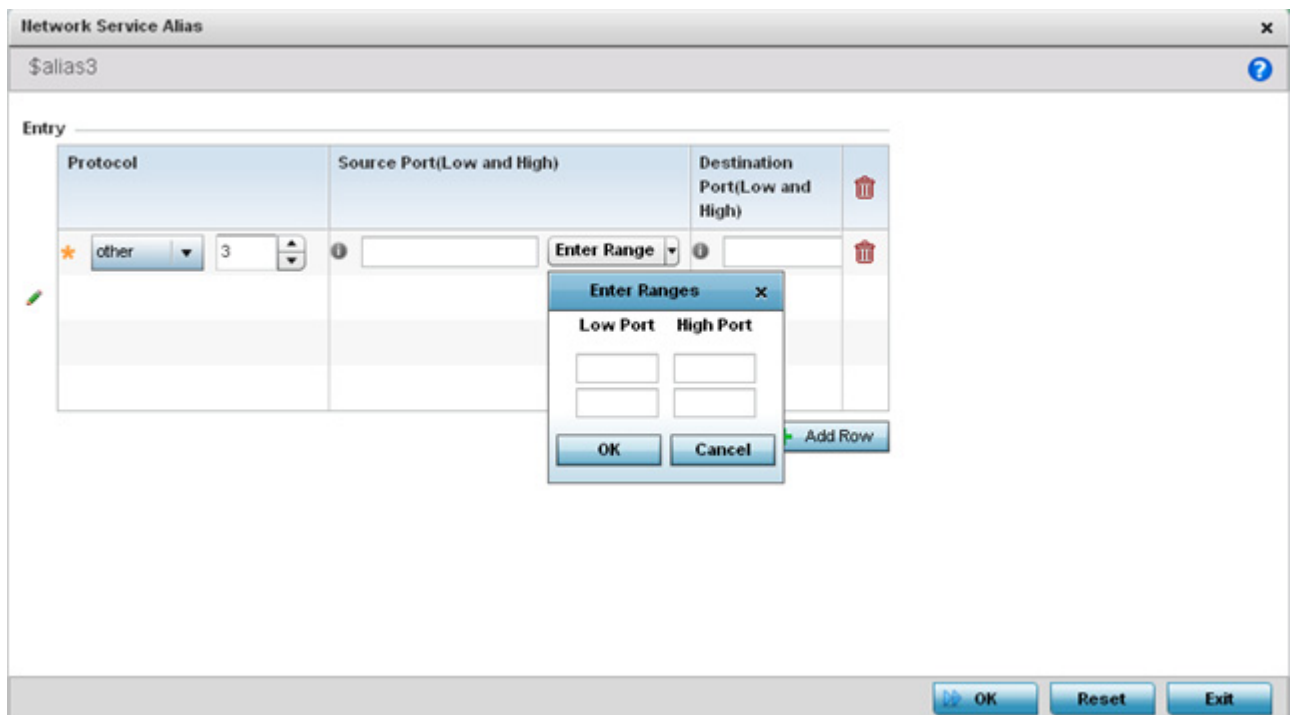 Network Service Alias
$alias3
Entry
Protocol
Source Port(Low and High)
Destination
Port(Low and
High)
other
3
Enter Range
Enter Ranges
Low Port High Port
OK
Cancel
Add Row
OK
Reset
Exit